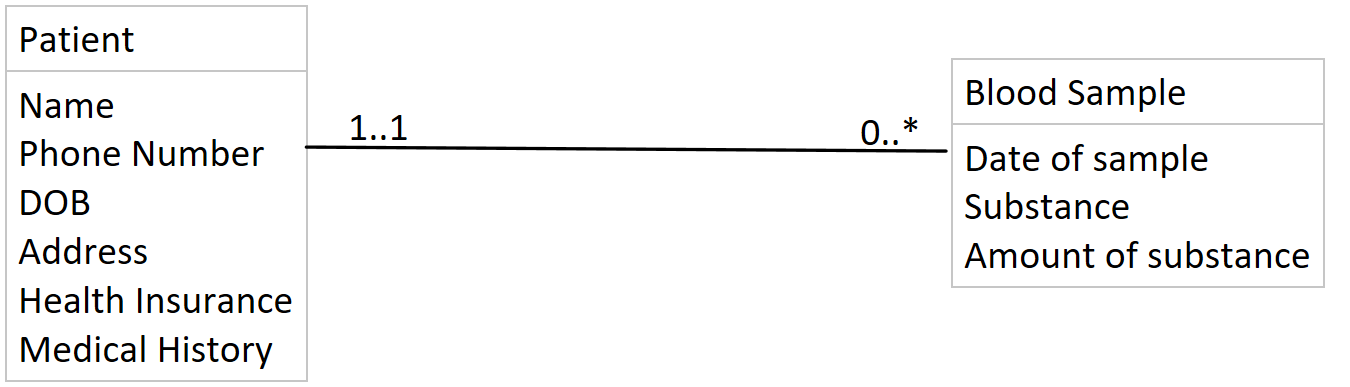 Patient
Name
Phone Number
DOB
Address
Health Insurance
Medical History
1..1
0..*
Blood Sample
Date of sample
Substance
Amount of substance